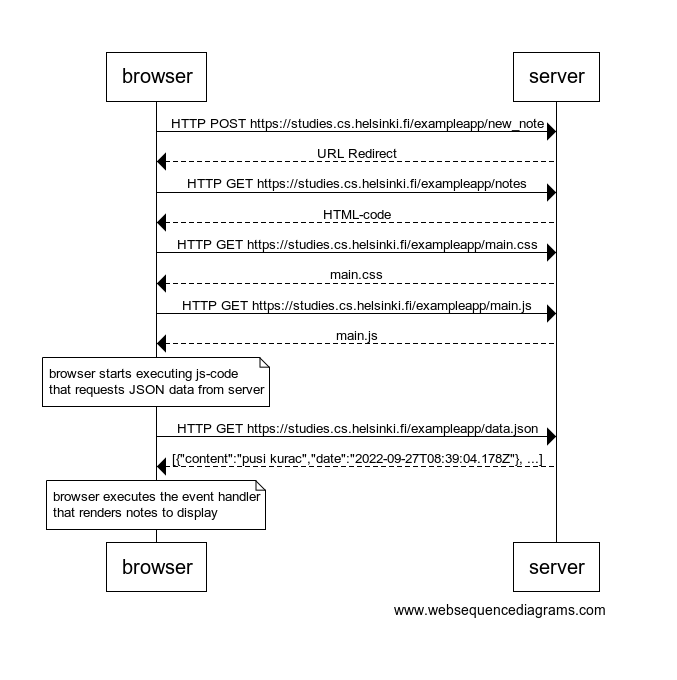 browser
server
HTTP POST https://studies.cs.helsinki.fi/exampleapp/new_note
URL Redirect
HTTP GET https://studies.cs.helsinki.fi/exampleapp/notes
HTML-code
HTTP GET https://studies.cs.helsinki.fi/exampleapp/main.css
main.css
HTTP GET https://studies.cs.helsinki.fi/exampleapp/main.js
main.js
browser starts executing js-code
that requests JSON data from server
HTTP GET https://studies.cs.helsinki.fi/exampleapp/data.json
[{"content":"pusi kurac","date":"2022-09-27T08:39:04.178Z"}, ...]
browser executes the event handler
that renders notes to display
browser
server
www.websequencediagrams.com